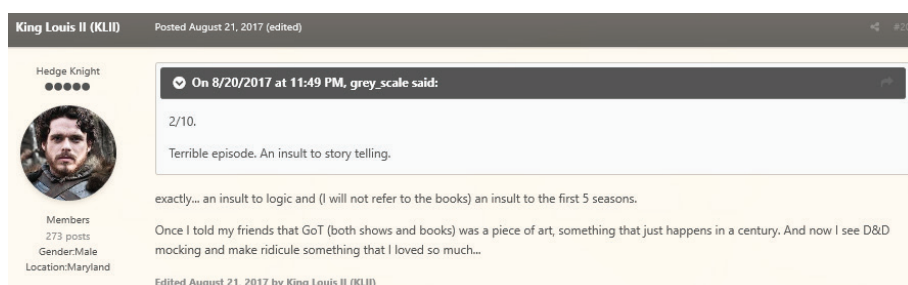 King Louis II (KLII)
Posted August 21, 2017 (edited)
Hedge Knight
On 8/20/2017 at 11:49 PM, grey_scale said:
2/10.
Terrible episode. An insult to story telling.
exactly... an insult to logic and (I will not refer to the books) an insult to the first 5 seasons.
Once I told my friends that GoT (both shows and books) was a piece of art, something that just happens in a century. And now I see D&D
mocking and make ridicule something that I loved so much...
Members
273 posts
Gender:Male
Location:Maryland
Edited August 21, 2017 by King Louis II (KLII)